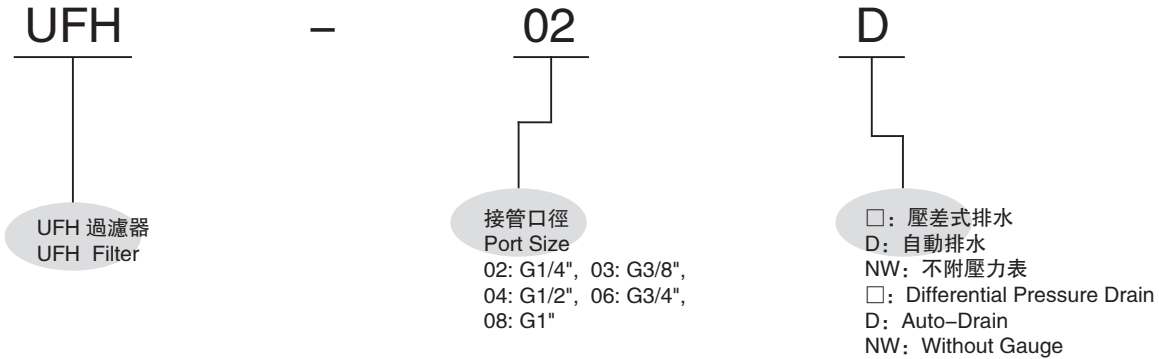 UFH – 02 D
UFH 過濾器
UFH Filter
接管口徑
Port Size
02: G1/4", 03: G3/8",
04: G1/2", 06: G3/4",
08: G1"
□：壓差式排水
D：自動排水
NW：不附壓力表
□：Differential Pressure Drain
D：Auto–Drain
NW：Without Gauge